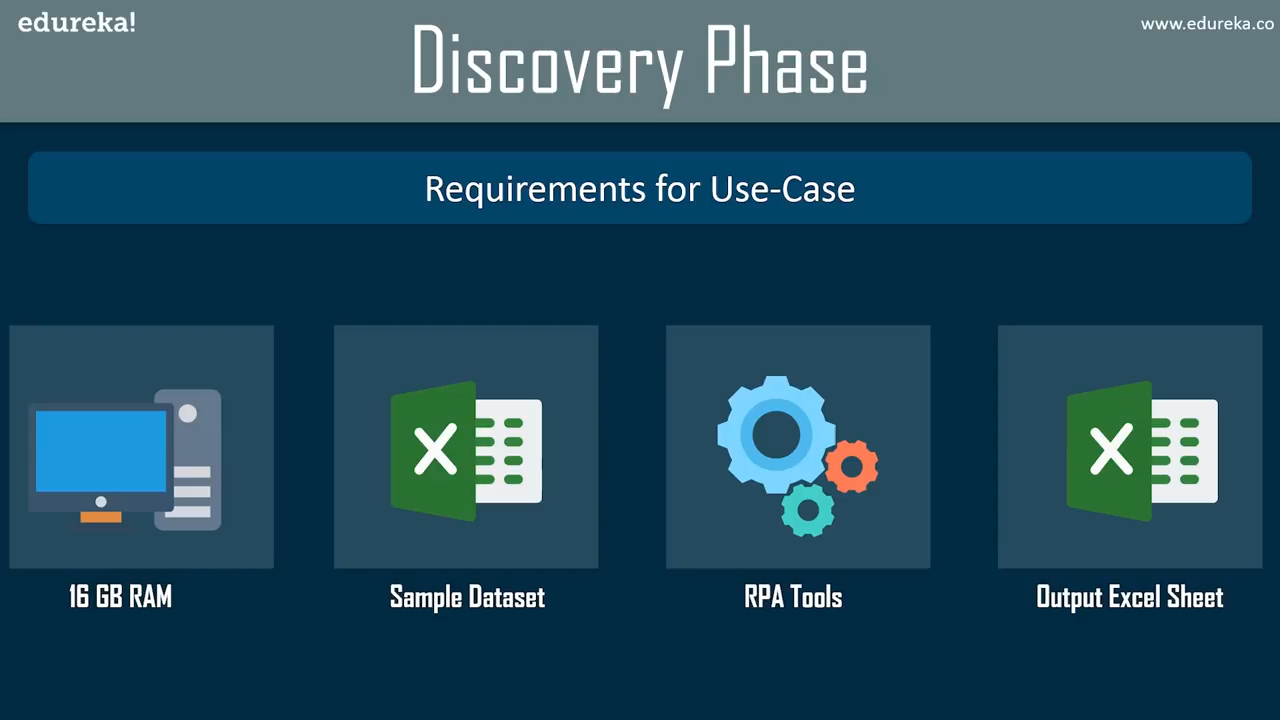 edureka!
www.edureka.co
Discovery Phase
Requirements for Use-Case
16 GB RAM
Sample Dataset
RPA Tools
Output Excel Sheet